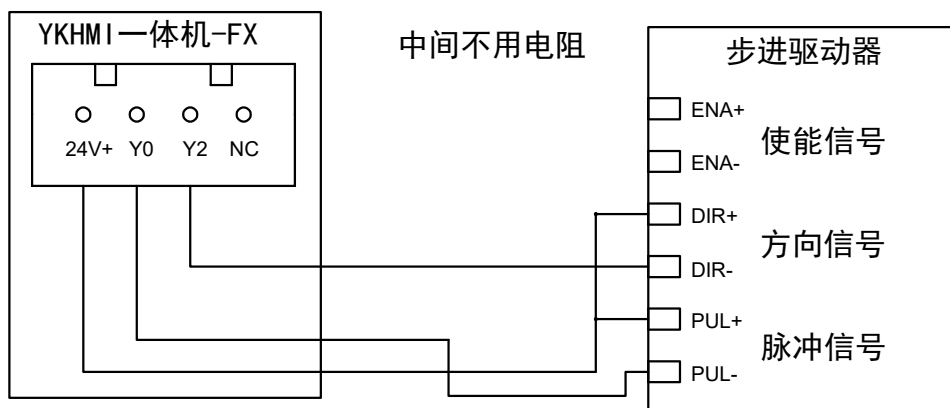 YKHMI一体机-FX
中间不用电阻
步进驱动器
24V+ Y0 Y2 NC
ENA+
使能信号
ENA-
DIR+
方向信号
DIR-
PUL+
脉冲信号
PUL-